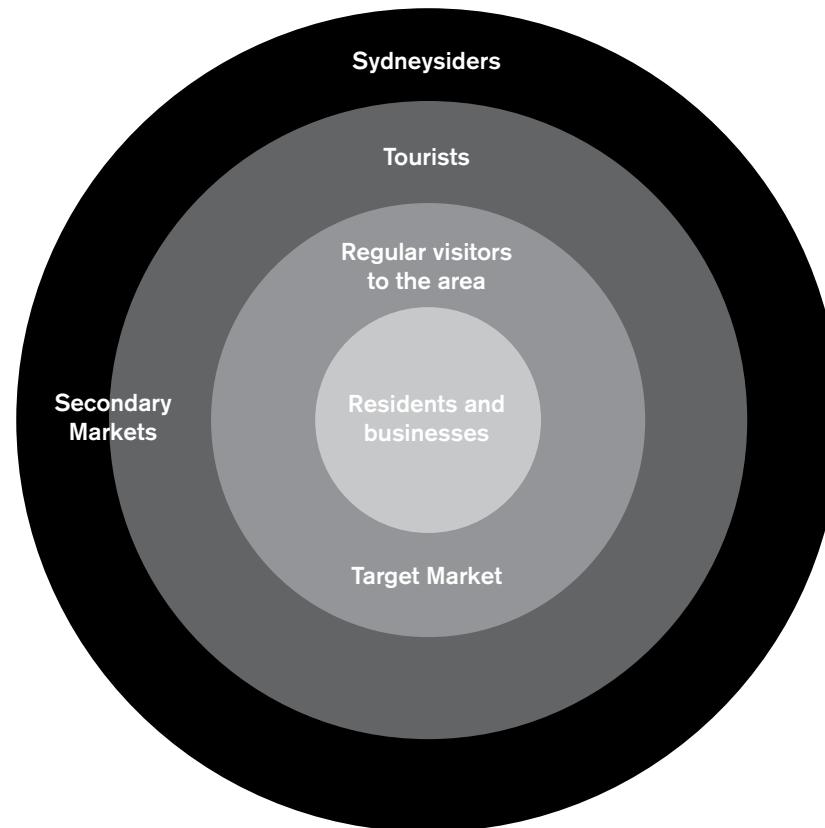 Sydneysiders
Tourists
Regular visitors
to the area
Secondary
Markets
Residents and
businesses
Target Market